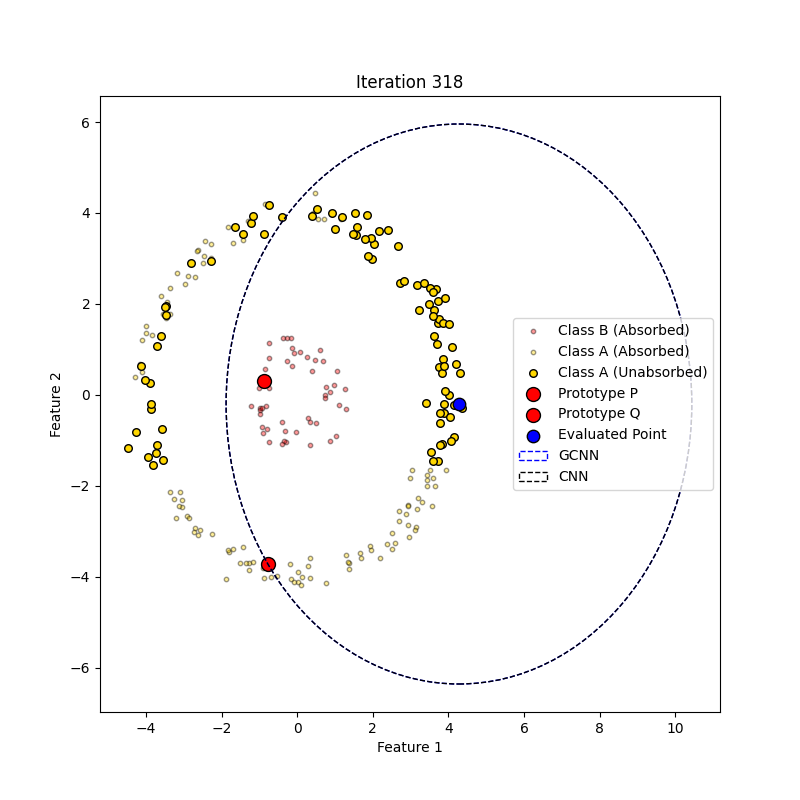 Iteration 318
6
4
2
0
−2
−4
−6
Feature 2
Class B (Absorbed)
Class A (Absorbed)
Class A (Unabsorbed)
Prototype P
Prototype Q
Evaluated Point
GCNN
CNN
−4
−2
0
2
4
6
8
10
Feature 1